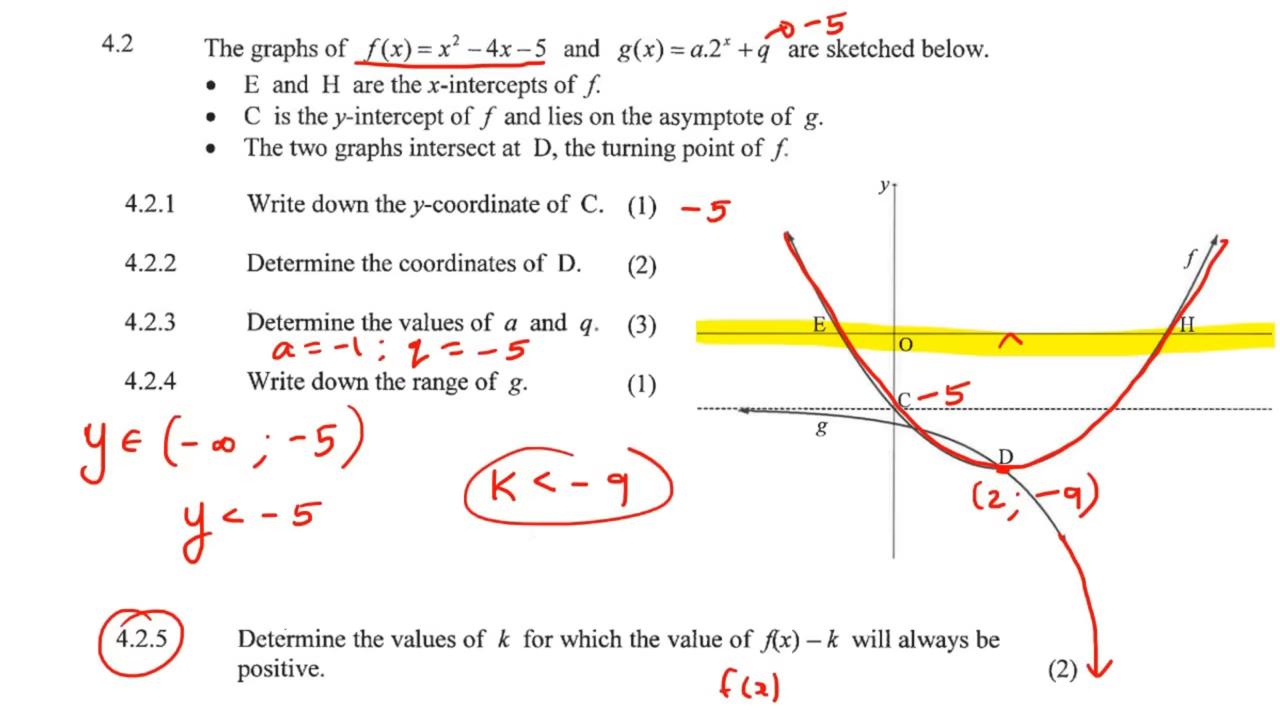 4.2 The graphs of f(x) = x² − 4x − 5 and g(x) = a.2ˣ + q → −5 are sketched below.
• E and H are the x-intercepts of f.
• C is the y-intercept of f and lies on the asymptote of g.
• The two graphs intersect at D, the turning point of f.
4.2.1 Write down the y-coordinate of C. (1) −5
4.2.2 Determine the coordinates of D. (2)
4.2.3 Determine the values of a and q. (3)
a = −1 ; q = −5
4.2.4 Write down the range of g. (1)
y ∈ (−∞ ; −5)
y < −5
K < −9
y
f
E
H
O
C −5
g
D
(2 ; −9)
4.2.5 Determine the values of k for which the value of f(x) − k will always be
positive. (2)
f(x)